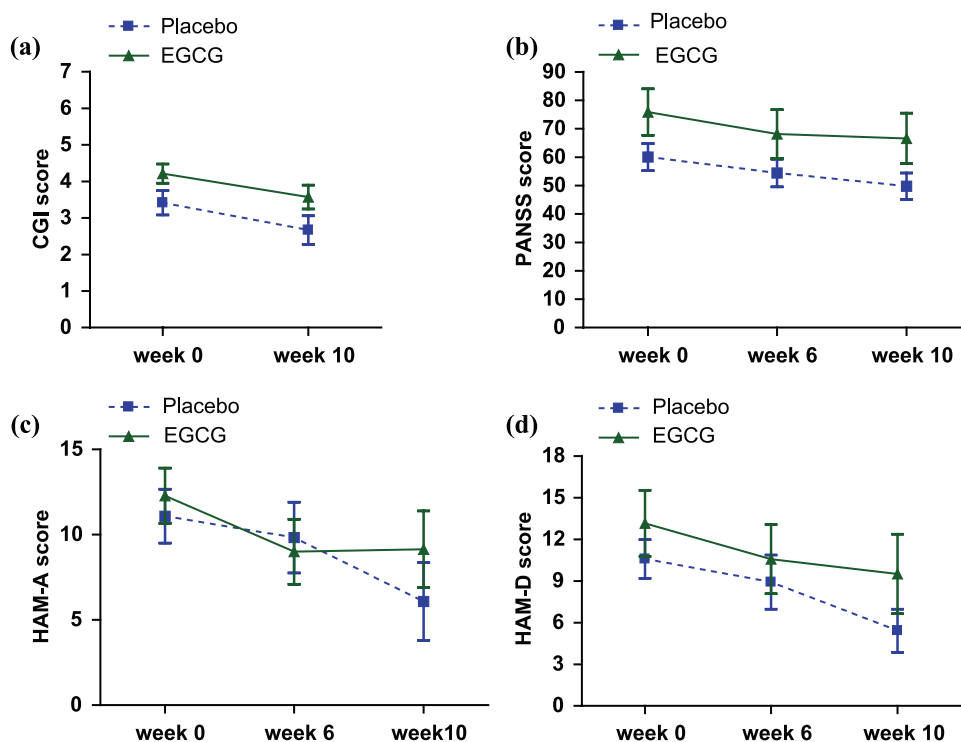 (a)
Placebo
EGCG
CGI score
7
6
5
4
3
2
1
0
week 0 week 10
(b)
Placebo
EGCG
PANSS score
90
80
70
60
50
40
30
20
10
0
week 0 week 6 week 10
(c)
Placebo
EGCG
HAM-A score
15
10
5
0
week 0 week 6 week10
(d)
Placebo
EGCG
HAM-D score
18
15
12
9
6
3
0
week 0 week 6 week 10